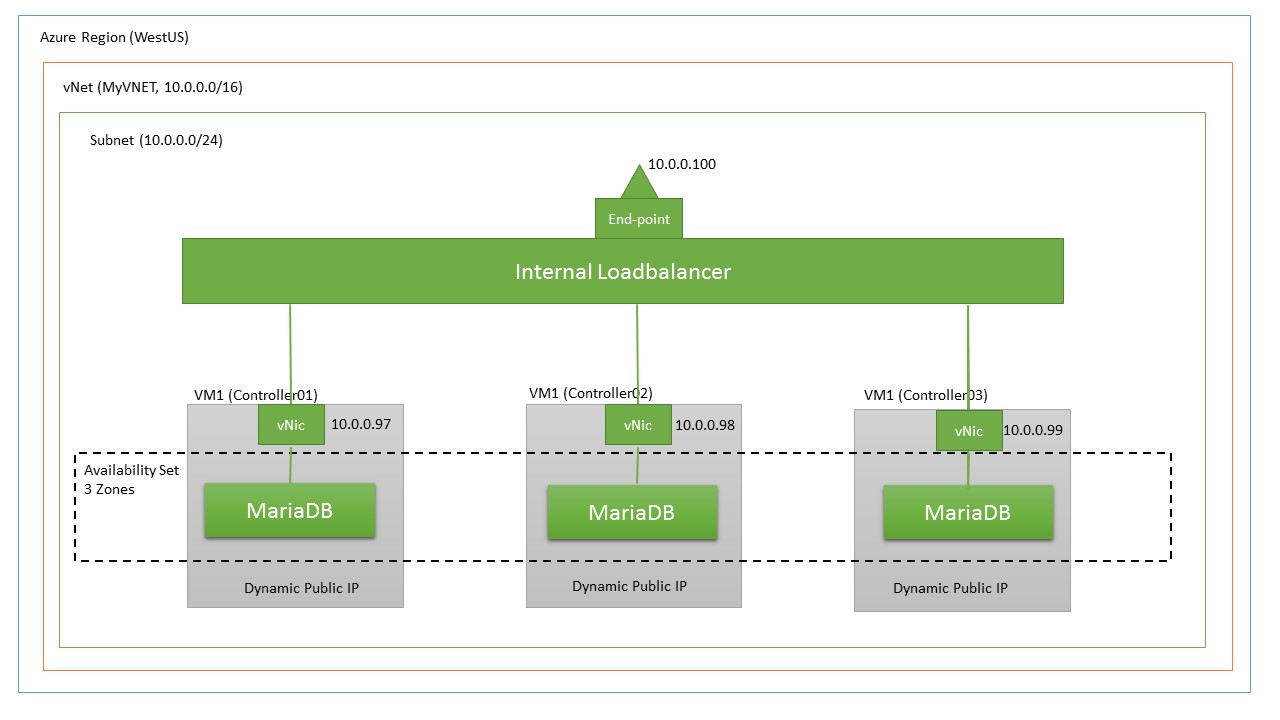 Azure Region (WestUS)
vNet (MyVNET, 10.0.0.0/16)
Subnet (10.0.0.0/24)
10.0.0.100
End-point
Internal Loadbalancer
VM1 (Controller01)
VM1 (Controller02)
VM1 (Controller03)
vNic
10.0.0.97
vNic
10.0.0.98
vNic
10.0.0.99
Availability Set
3 Zones
MariaDB
MariaDB
MariaDB
Dynamic Public IP
Dynamic Public IP
Dynamic Public IP